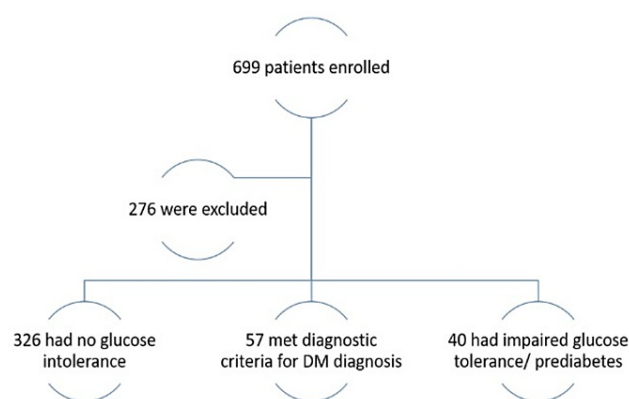 699 patients enrolled
276 were excluded
326 had no glucose
intolerance
57 met diagnostic
criteria for DM diagnosis
40 had impaired glucose
tolerance/ prediabetes